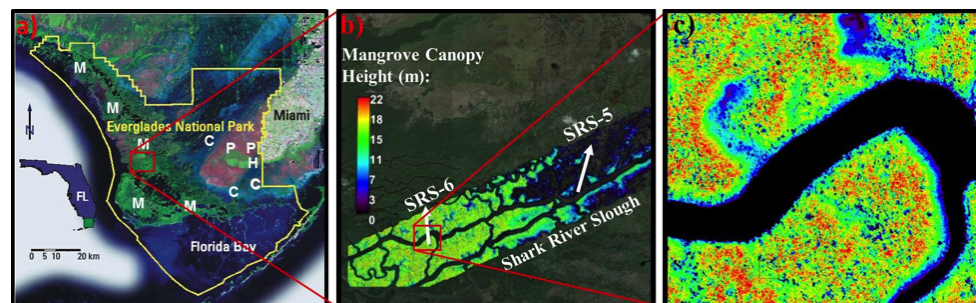 a)
M
M
M
Everglades National Park
Miami
N
M
C
P
P
H
C
C
M
M
FL
Florida Bay
0 5 10 20 km
b)
Mangrove Canopy
Height (m):
22
18
15
11
7
3
0
SRS-5
SRS-6
Shark River Slough
c)